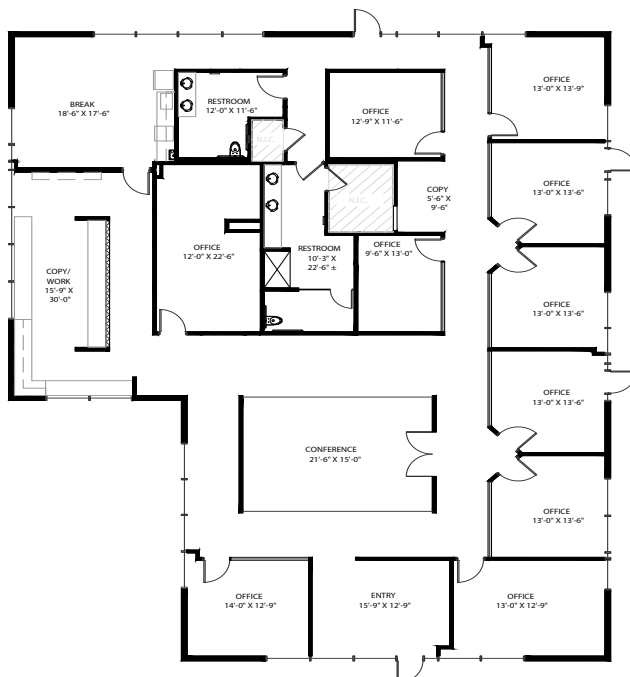 BREAK
18'-6" X 17'-6"
RESTROOM
12'-0" X 11'-6"
N.I.C.
OFFICE
12'-9" X 11'-6"
OFFICE
13'-0" X 13'-9"
OFFICE
13'-0" X 13'-6"
COPY
5'-6" X
9'-6"
N.I.C.
OFFICE
12'-0" X 22'-6"
RESTROOM
10'-3" X
22'-6" ±
OFFICE
9'-6" X 13'-0"
COPY/
WORK
15'-9" X
30'-0"
OFFICE
13'-0" X 13'-6"
OFFICE
13'-0" X 13'-6"
CONFERENCE
21'-6" X 15'-0"
OFFICE
13'-0" X 13'-6"
OFFICE
14'-0" X 12'-9"
ENTRY
15'-9" X 12'-9"
OFFICE
13'-0" X 12'-9"